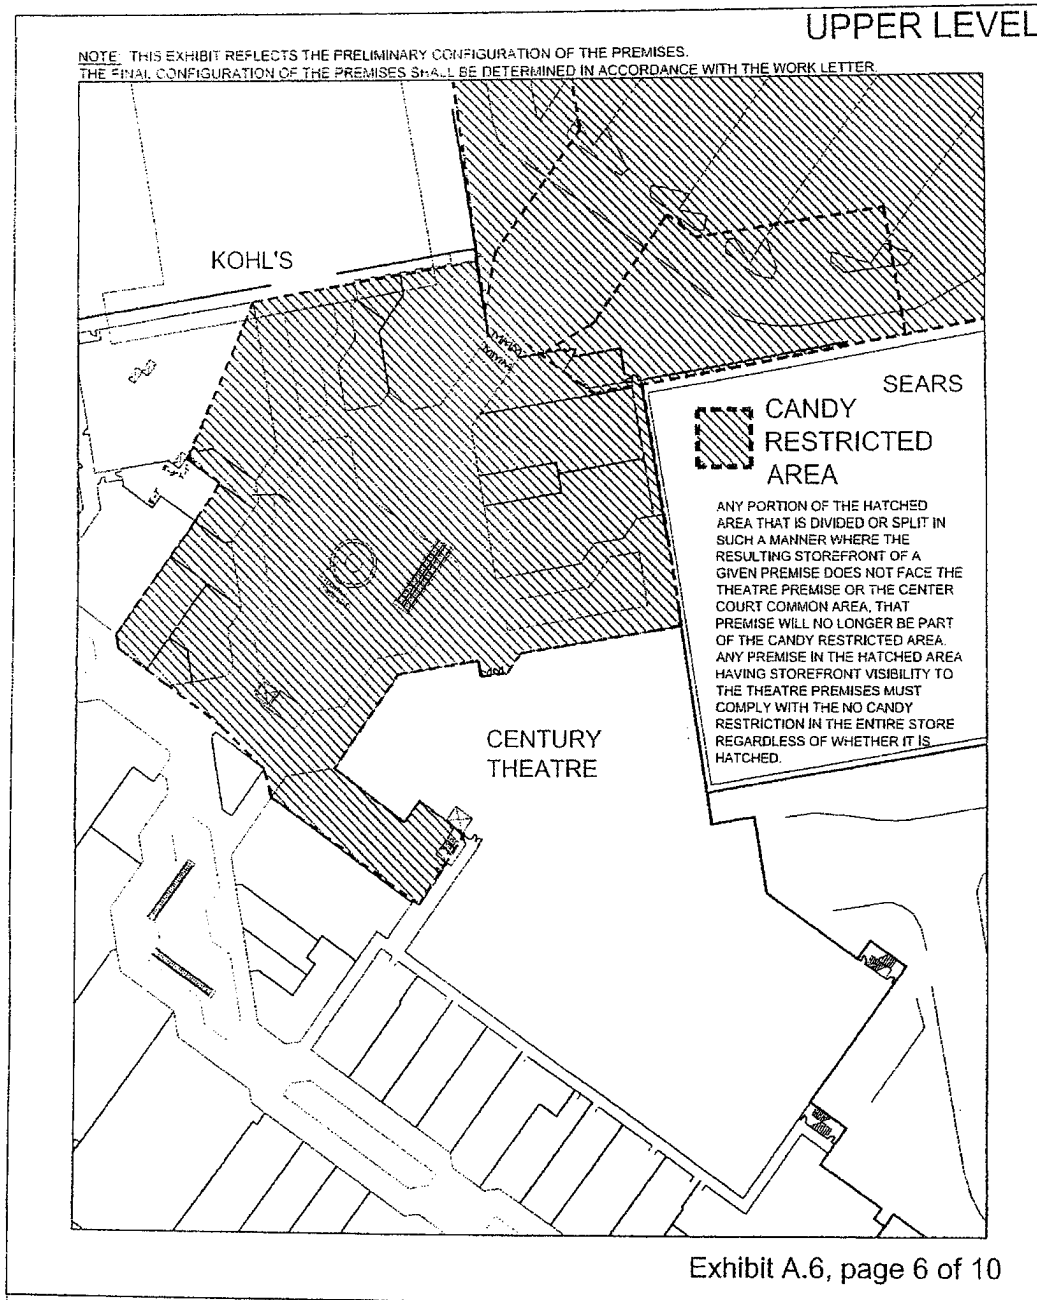 UPPER LEVEL
NOTE: THIS EXHIBIT REFLECTS THE PRELIMINARY CONFIGURATION OF THE PREMISES.
THE FINAL CONFIGURATION OF THE PREMISES SHALL BE DETERMINED IN ACCORDANCE WITH THE WORK LETTER.
KOHL'S
SEARS
CANDY
RESTRICTED
AREA
ANY PORTION OF THE HATCHED
AREA THAT IS DIVIDED OR SPLIT IN
SUCH A MANNER WHERE THE
RESULTING STOREFRONT OF A
GIVEN PREMISE DOES NOT FACE THE
THEATRE PREMISE OR THE CENTER
COURT COMMON AREA, THAT
PREMISE WILL NO LONGER BE PART
OF THE CANDY RESTRICTED AREA.
ANY PREMISE IN THE HATCHED AREA
HAVING STOREFRONT VISIBILITY TO
THE THEATRE PREMISES MUST
COMPLY WITH THE NO CANDY
RESTRICTION IN THE ENTIRE STORE
REGARDLESS OF WHETHER IT IS
HATCHED.
CENTURY
THEATRE
Exhibit A.6, page 6 of 10